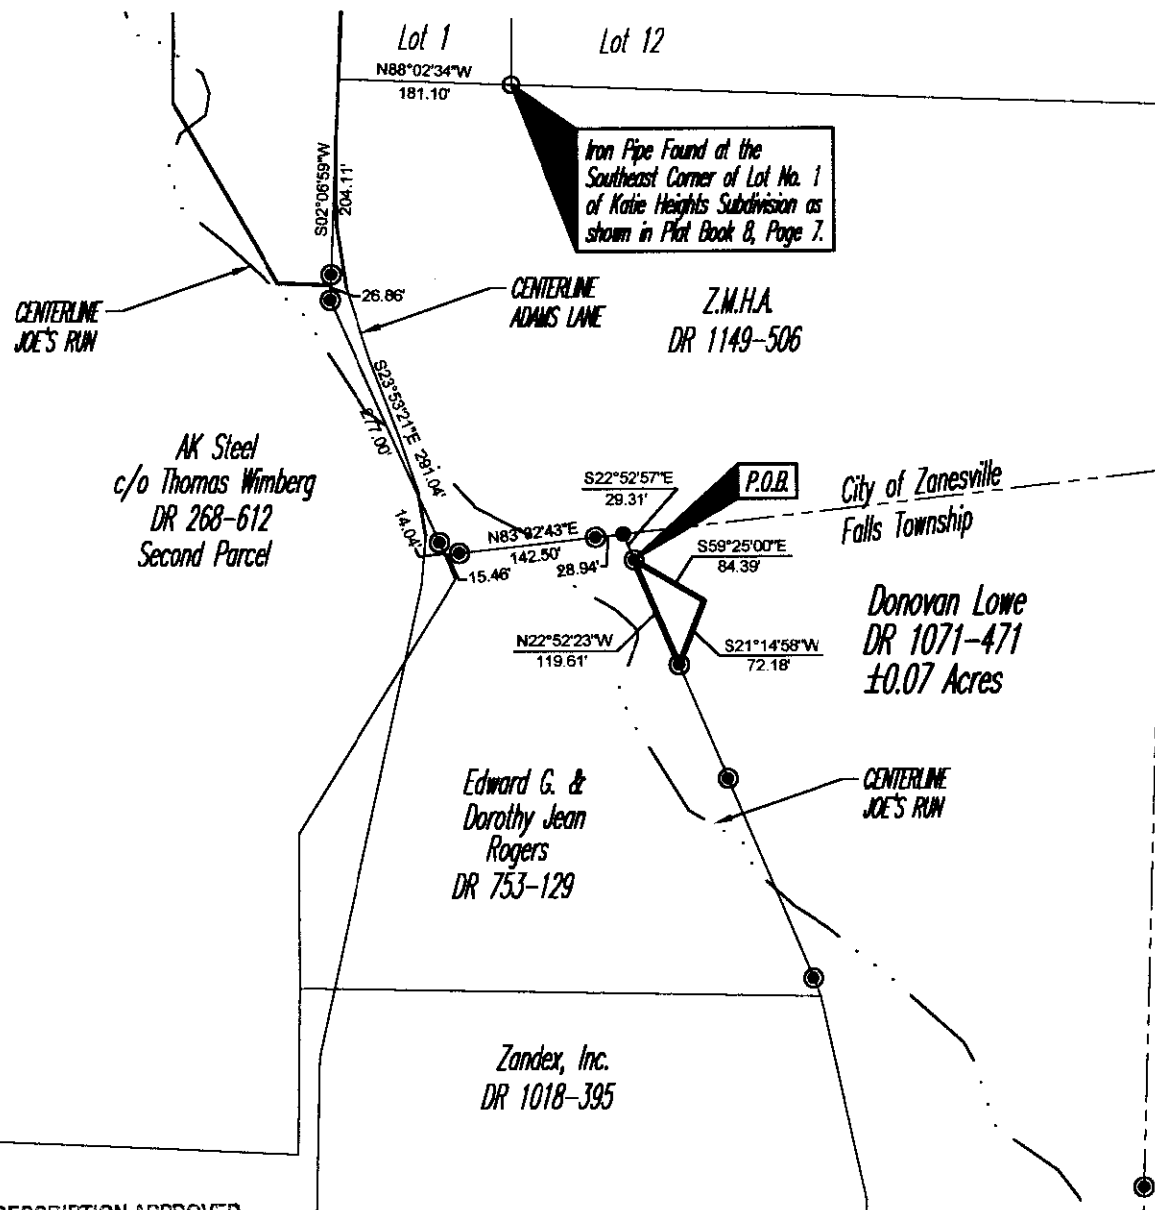 Lot 1
Lot 12
N88°02'34"W
181.10'
Iron Pipe Found at the
Southeast Corner of Lot No. 1
of Katie Heights Subdivision as
shown in Plat Book 8, Page 7.
S02°06'59"W
204.11'
CENTERLINE
JOE'S RUN
26.86'
CENTERLINE
ADAMS LANE
Z.M.H.A.
DR 1149-506
S23°53'21"E 291.04'
277.00'
AK Steel
c/o Thomas Wimberg
DR 268-612
Second Parcel
S22°52'57"E
29.31'
P.O.B.
City of Zanesville
Falls Township
14.04'
N83°02'43"E
142.50'
15.46'
28.94'
S59°25'00"E
84.39'
Donovan Lowe
DR 1071-471
±0.07 Acres
N22°52'23"W
119.61'
S21°14'58"W
72.18'
Edward G. &
Dorothy Jean
Rogers
DR 753-129
CENTERLINE
JOE'S RUN
Zandex, Inc.
DR 1018-395
DESCRIPTION APPROVED